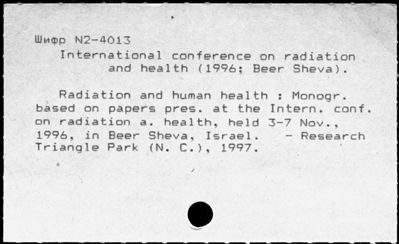 Шифр N2-4013
International conference on radiation
and health (1996; Beer Sheva).
Radiation and human health : Monogr.
based on papers pres. at the Intern. conf.
on radiation a. health, held 3-7 Nov.,
1996, in Beer Sheva, Israel. - Research
Triangle Park (N. C.), 1997.